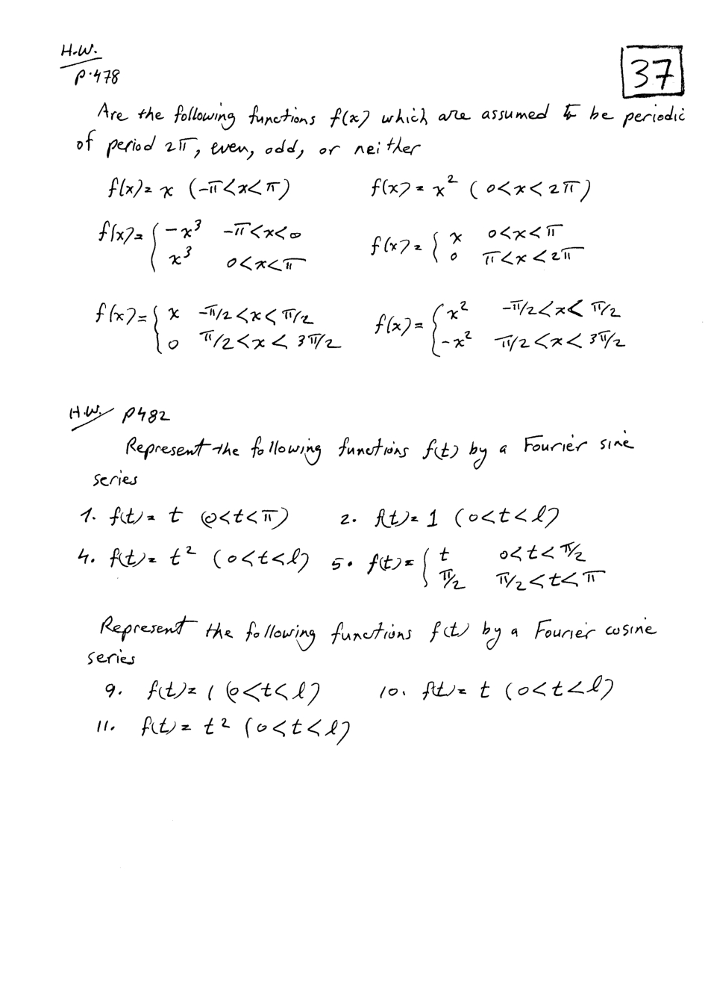 H.W.
37
P.478
Are the following functions f(x) which are assumed to be periodic
of period 2π, even, odd, or neither
f(x) = x (-π<x<π)    f(x) = x² (0<x<2π)
f(x) = { -x³  -π<x<0
x³  0<x<π
f(x) = { x  0<x<π
0  π<x<2π
f(x) = { x  -π/2<x<π/2
0  π/2<x<3π/2
f(x) = { x²  -π/2<x<π/2
-x²  π/2<x<3π/2
H.W. P482
Represent the following functions f(t) by a Fourier sine
series
1. f(t) = t (0<t<π)    2. f(t) = 1 (0<t<l)
4. f(t) = t² (0<t<l)    5. f(t) = { t  0<t<π/2
π/2  π/2<t<π
Represent the following functions f(t) by a Fourier cosine
series
9. f(t) = 1 (0<t<l)    10. f(t) = t (0<t<l)
11. f(t) = t² (0<t<l)